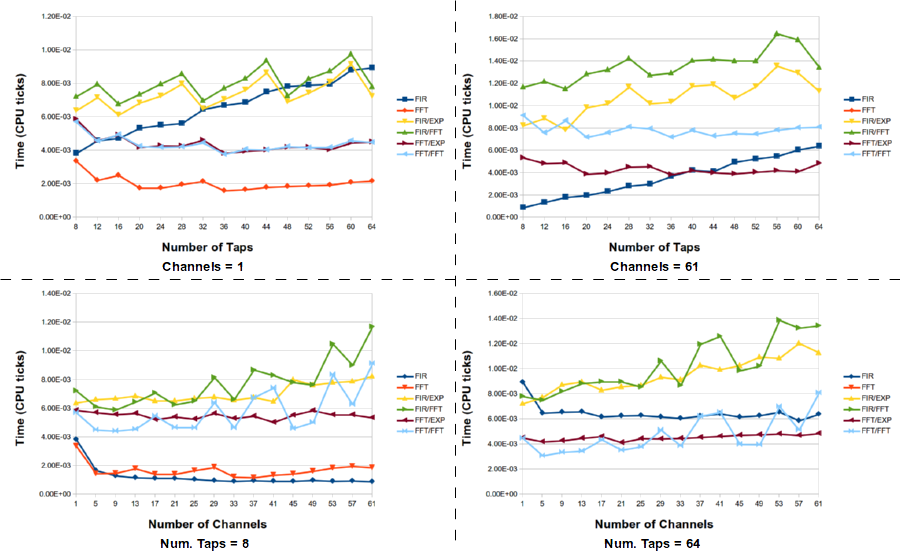 1.20E-02
1.00E-02
8.00E-03
6.00E-03
4.00E-03
2.00E-03
0.00E+00
Time (CPU ticks)
8 12 16 20 24 28 32 36 40 44 48 52 56 60 64
Number of Taps
Channels = 1
FIR
FFT
FIR/EXP
FIR/FFT
FFT/EXP
FFT/FFT
1.80E-02
1.60E-02
1.40E-02
1.20E-02
1.00E-02
8.00E-03
6.00E-03
4.00E-03
2.00E-03
0.00E+00
Time (CPU ticks)
8 12 16 20 24 28 32 36 40 44 48 52 56 60 64
Number of Taps
Channels = 61
FIR
FFT
FIR/EXP
FIR/FFT
FFT/EXP
FFT/FFT
1.40E-02
1.20E-02
1.00E-02
8.00E-03
6.00E-03
4.00E-03
2.00E-03
0.00E+00
Time (CPU ticks)
1 5 9 13 17 21 25 29 33 37 41 45 49 53 57 61
Number of Channels
Num. Taps = 8
FIR
FFT
FIR/EXP
FIR/FFT
FFT/EXP
FFT/FFT
1.60E-02
1.40E-02
1.20E-02
1.00E-02
8.00E-03
6.00E-03
4.00E-03
2.00E-03
0.00E+00
Time (CPU ticks)
1 5 9 13 17 21 25 29 33 37 41 45 49 53 57 61
Number of Channels
Num. Taps = 64
FIR
FFT
FIR/EXP
FIR/FFT
FFT/EXP
FFT/FFT